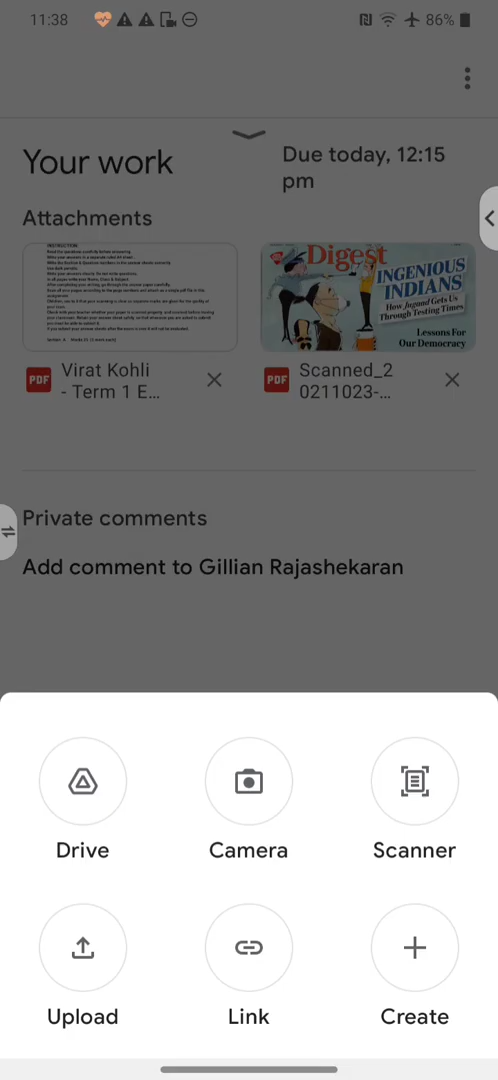 11:38
86%
Your work
Due today, 12:15
pm
Attachments
Digest
INGENIOUS
INDIANS
How Jugaad Gets Us
Through Testing Times
Lessons For
Our Democracy
PDF
Virat Kohli
- Term 1 E...
PDF
Scanned_2
0211023-...
Private comments
Add comment to Gillian Rajashekaran
Drive
Camera
Scanner
Upload
Link
Create